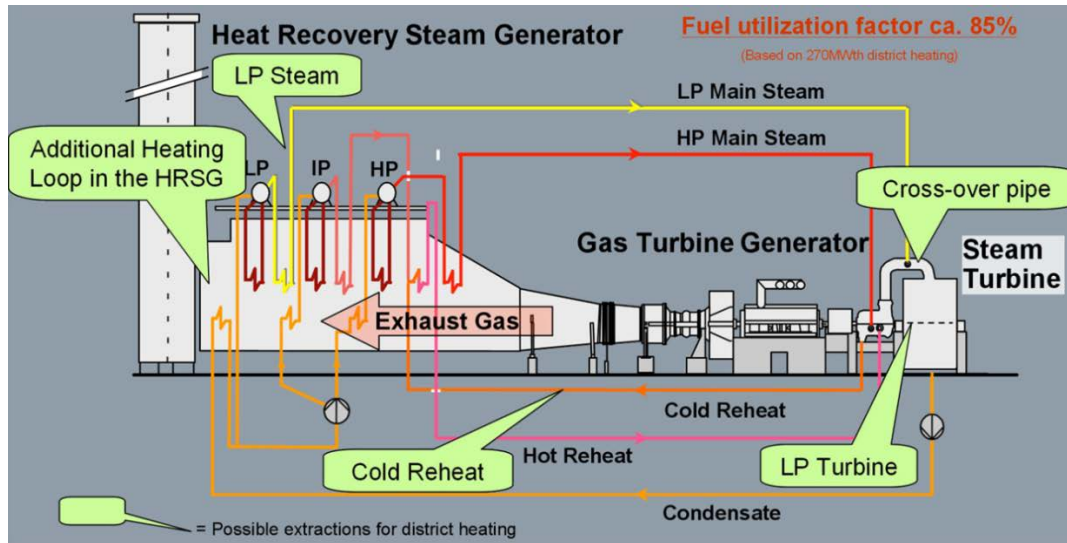 Heat Recovery Steam Generator
Fuel utilization factor ca. 85%
(Based on 270MWth district heating)
LP Steam
LP Main Steam
HP Main Steam
Additional Heating
Loop in the HRSG
LP
IP
HP
Cross-over pipe
Gas Turbine Generator
Steam
Turbine
Exhaust Gas
Cold Reheat
Hot Reheat
Cold Reheat
LP Turbine
Condensate
= Possible extractions for district heating